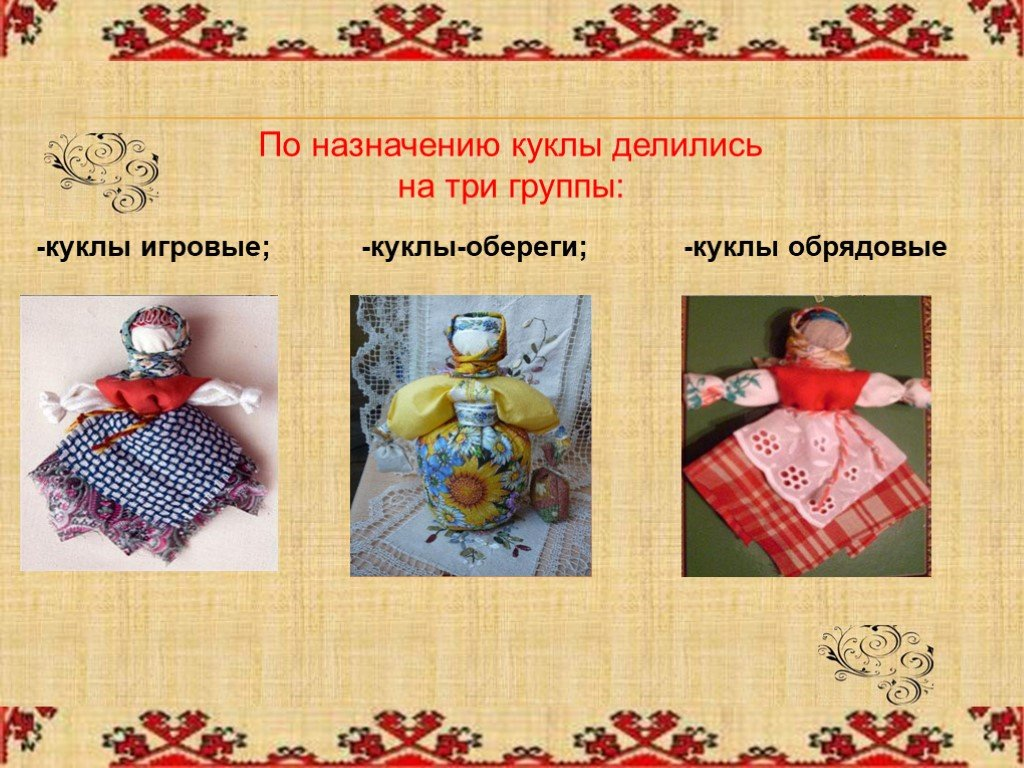 По назначению куклы делились
на три группы:
-куклы игровые; -куклы-обереги; -куклы обрядовые